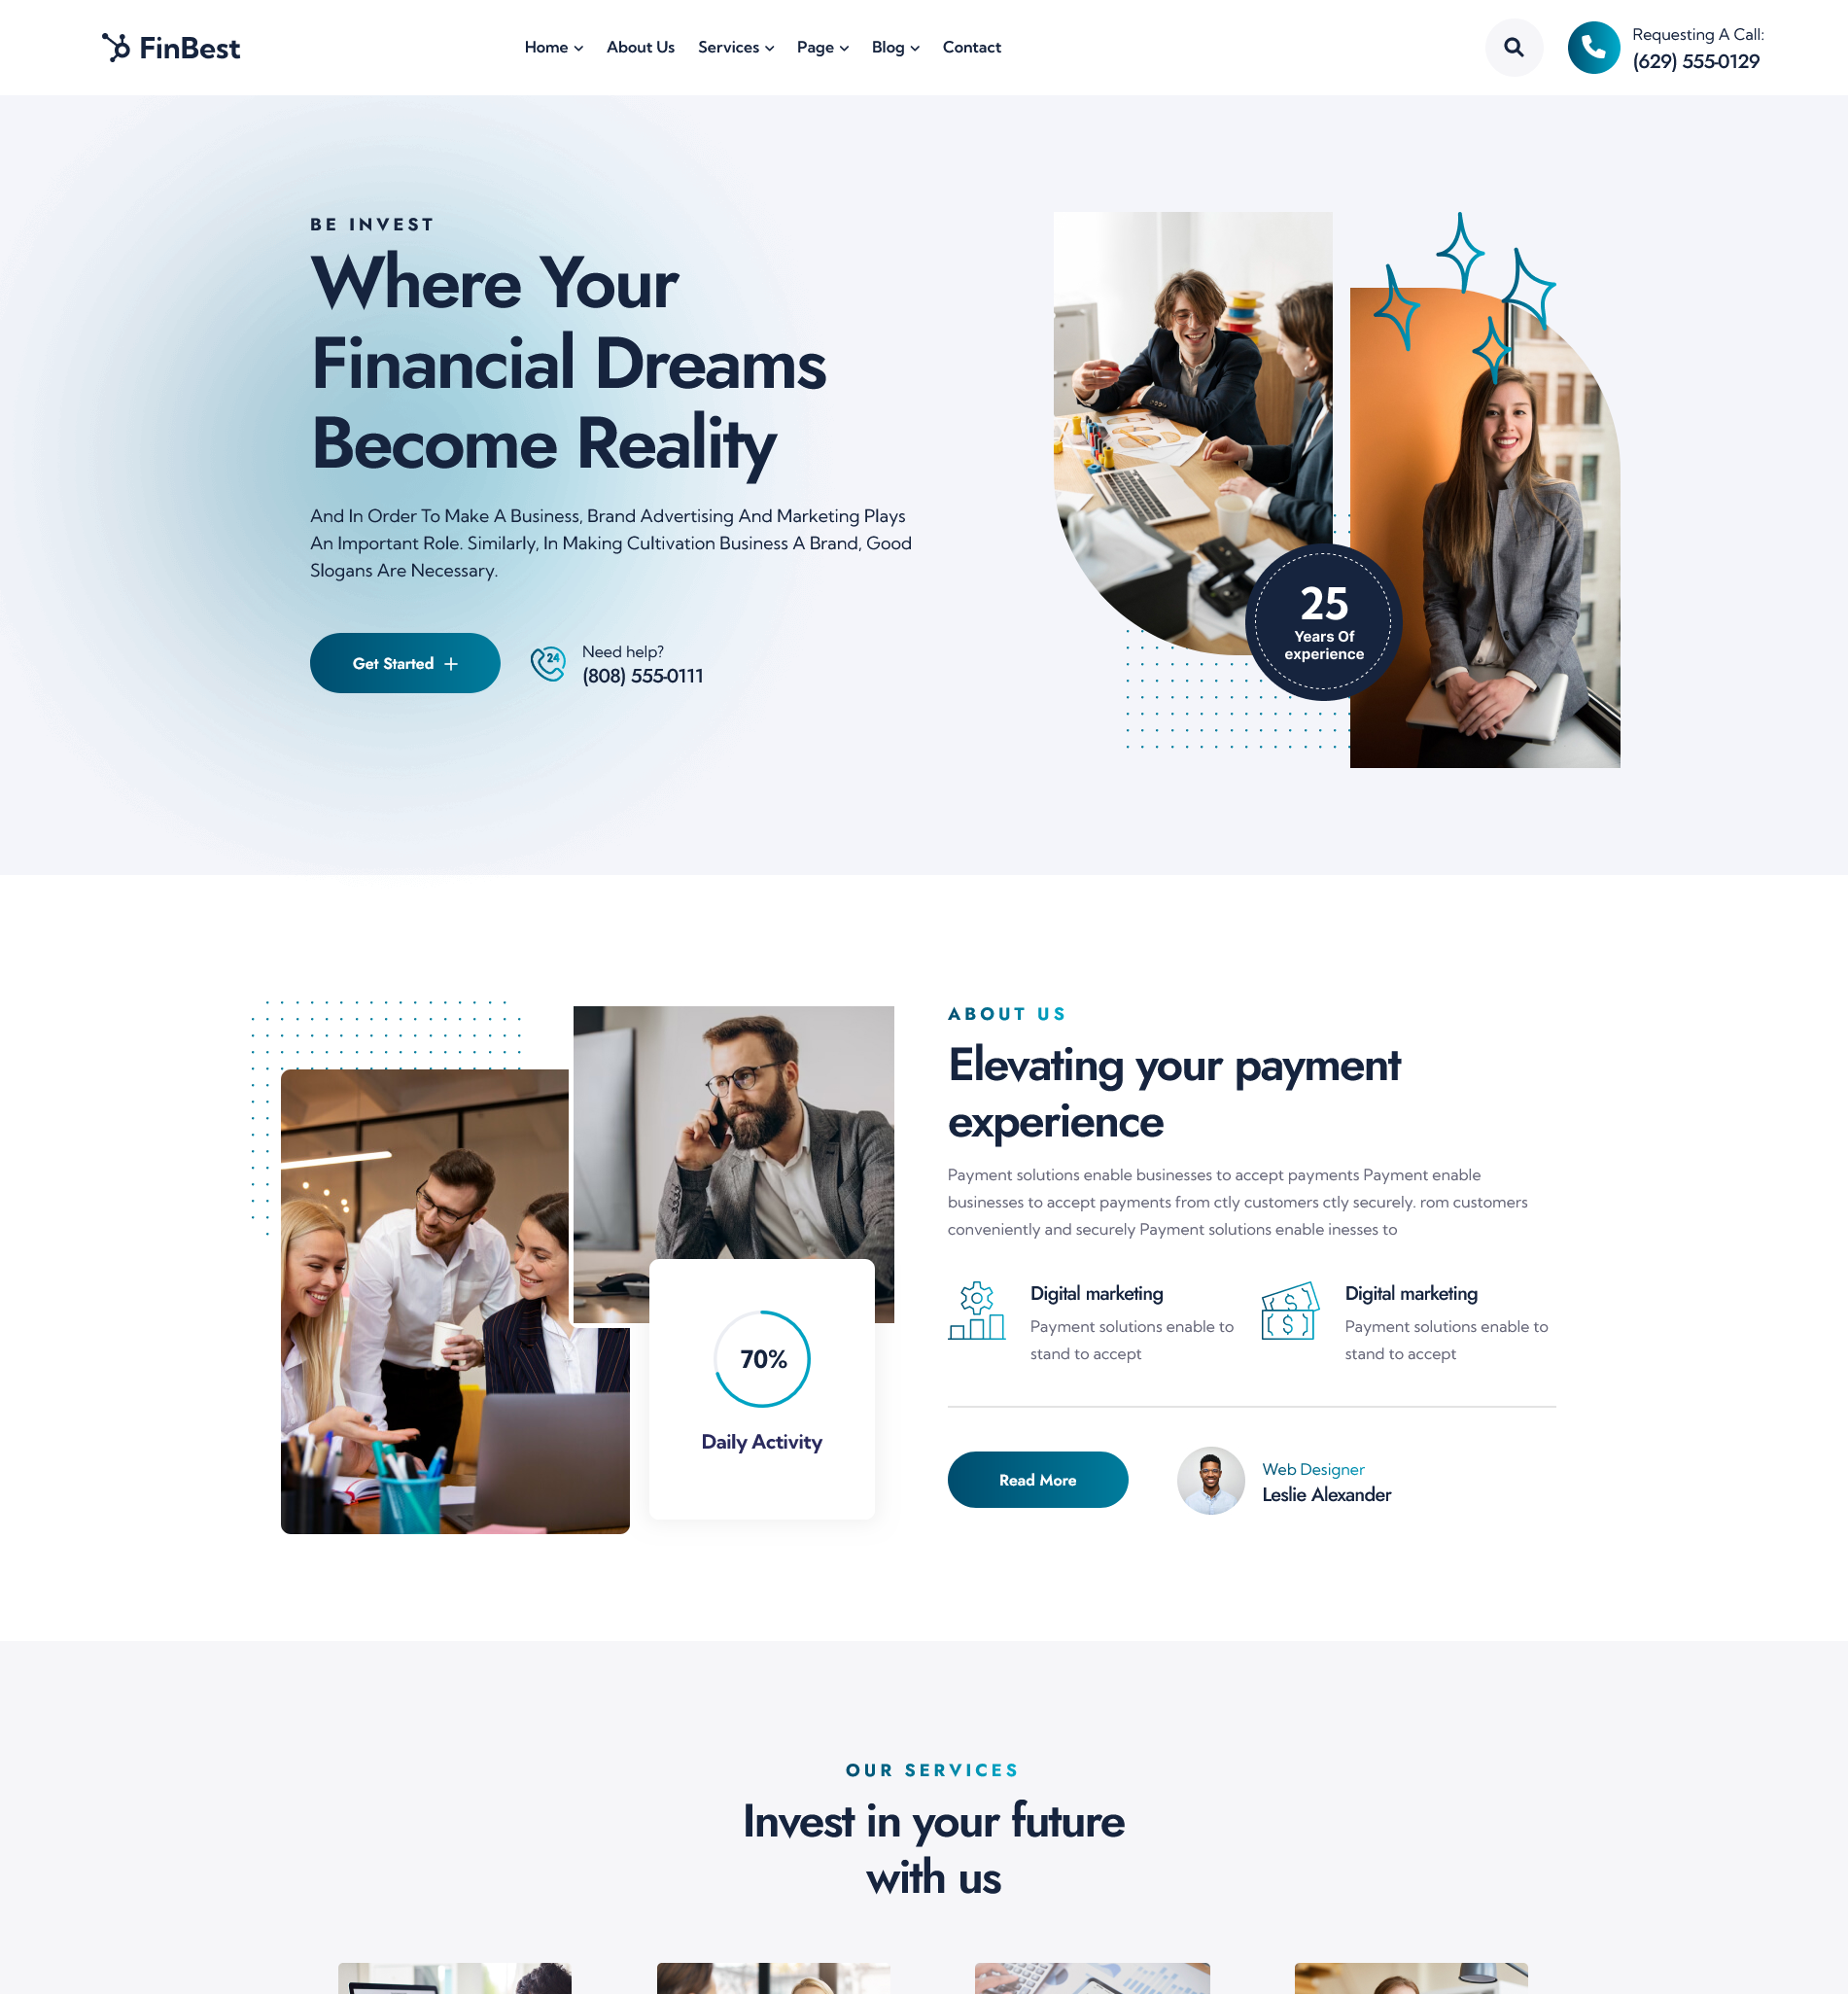 FinBest
Home
About Us
Services
Page
Blog
Contact
Requesting A Call:
(629) 555-0129
BE INVEST
Where Your
Financial Dreams
Become Reality
And In Order To Make A Business, Brand Advertising And Marketing Plays
An Important Role. Similarly, In Making Cultivation Business A Brand, Good
Slogans Are Necessary.
Get Started
24
Need help?
(808) 555-0111
25
Years Of
experience
ABOUT US
Elevating your payment
experience
Payment solutions enable businesses to accept payments Payment enable
businesses to accept payments from ctly customers ctly securely. rom customers
conveniently and securely Payment solutions enable inesses to
Digital marketing
Payment solutions enable to
stand to accept
Digital marketing
Payment solutions enable to
stand to accept
70%
Daily Activity
Read More
Web Designer
Leslie Alexander
OUR SERVICES
Invest in your future
with us